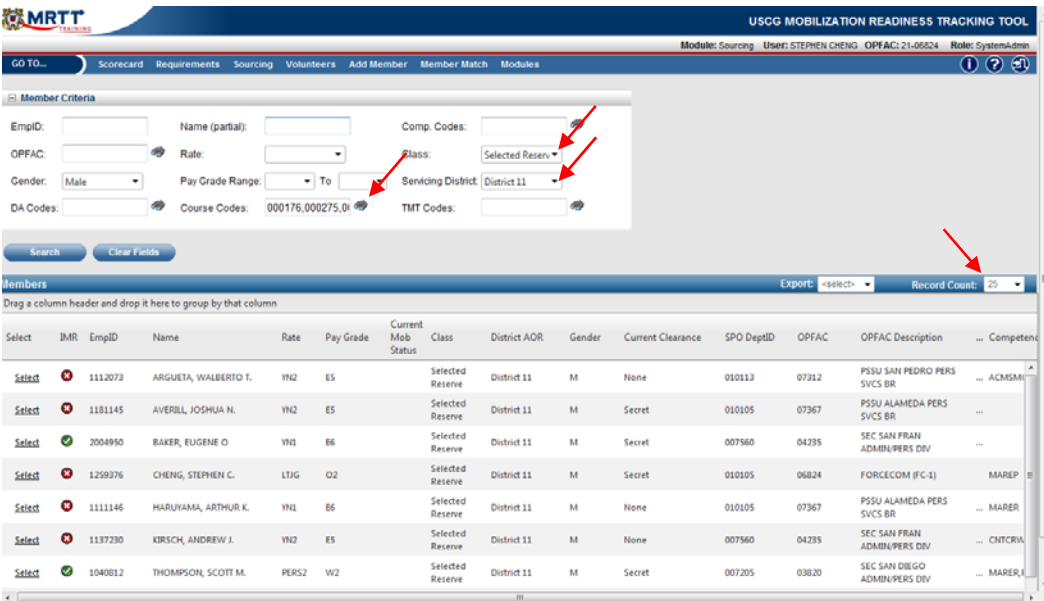 MRTT
TRAINING
USCG MOBILIZATION READINESS TRACKING TOOL
Module: Sourcing User: STEPHEN CHENG OPFAC: 21-06824 Role: SystemAdmin
GO TO... Scorecard Requirements Sourcing Volunteers Add Member Member Match Modules
Member Criteria
EmpID: Name (partial): Comp. Codes:
OPFAC: Rate: Class: Selected Reserv
Gender: Male Pay Grade Range: To Servicing District: District 11
DA Codes: Course Codes: 000176,000275,0 TMT Codes:
Search Clear Fields
Members Export: <select> Record Count: 25
Drag a column header and drop it here to group by that column
Select IMR EmpID Name Rate Pay Grade Current Mob Status Class District AOR Gender Current Clearance SPO DeptID OPFAC OPFAC Description ... Competenc
Select 1112073 ARGUETA, WALBERTO T. YN2 E5 Selected Reserve District 11 M None 010113 07312 PSSU SAN PEDRO PERS SVCS BR ... ACMSM
Select 1181145 AVERILL, JOSHUA N. YN2 E5 Selected Reserve District 11 M Secret 010105 07367 PSSU ALAMEDA PERS SVCS BR ...
Select 2004950 BAKER, EUGENE O YN1 E6 Selected Reserve District 11 M Secret 007560 04235 SEC SAN FRAN ADMIN/PERS DIV ...
Select 1259376 CHENG, STEPHEN C. LTJG O2 Selected Reserve District 11 M Secret 010105 06824 FORCECOM (FC-1) MAREP
Select 1111146 HARUYAMA, ARTHUR K. YN1 E6 Selected Reserve District 11 M None 010105 07367 PSSU ALAMEDA PERS SVCS BR ... MARER
Select 1137230 KIRSCH, ANDREW J. YN2 E5 Selected Reserve District 11 M None 007560 04235 SEC SAN FRAN ADMIN/PERS DIV ... CNTCRW
Select 1040812 THOMPSON, SCOTT M. PERS2 W2 Selected Reserve District 11 M Secret 007205 03820 SEC SAN DIEGO ADMIN/PERS DIV ... MARER,